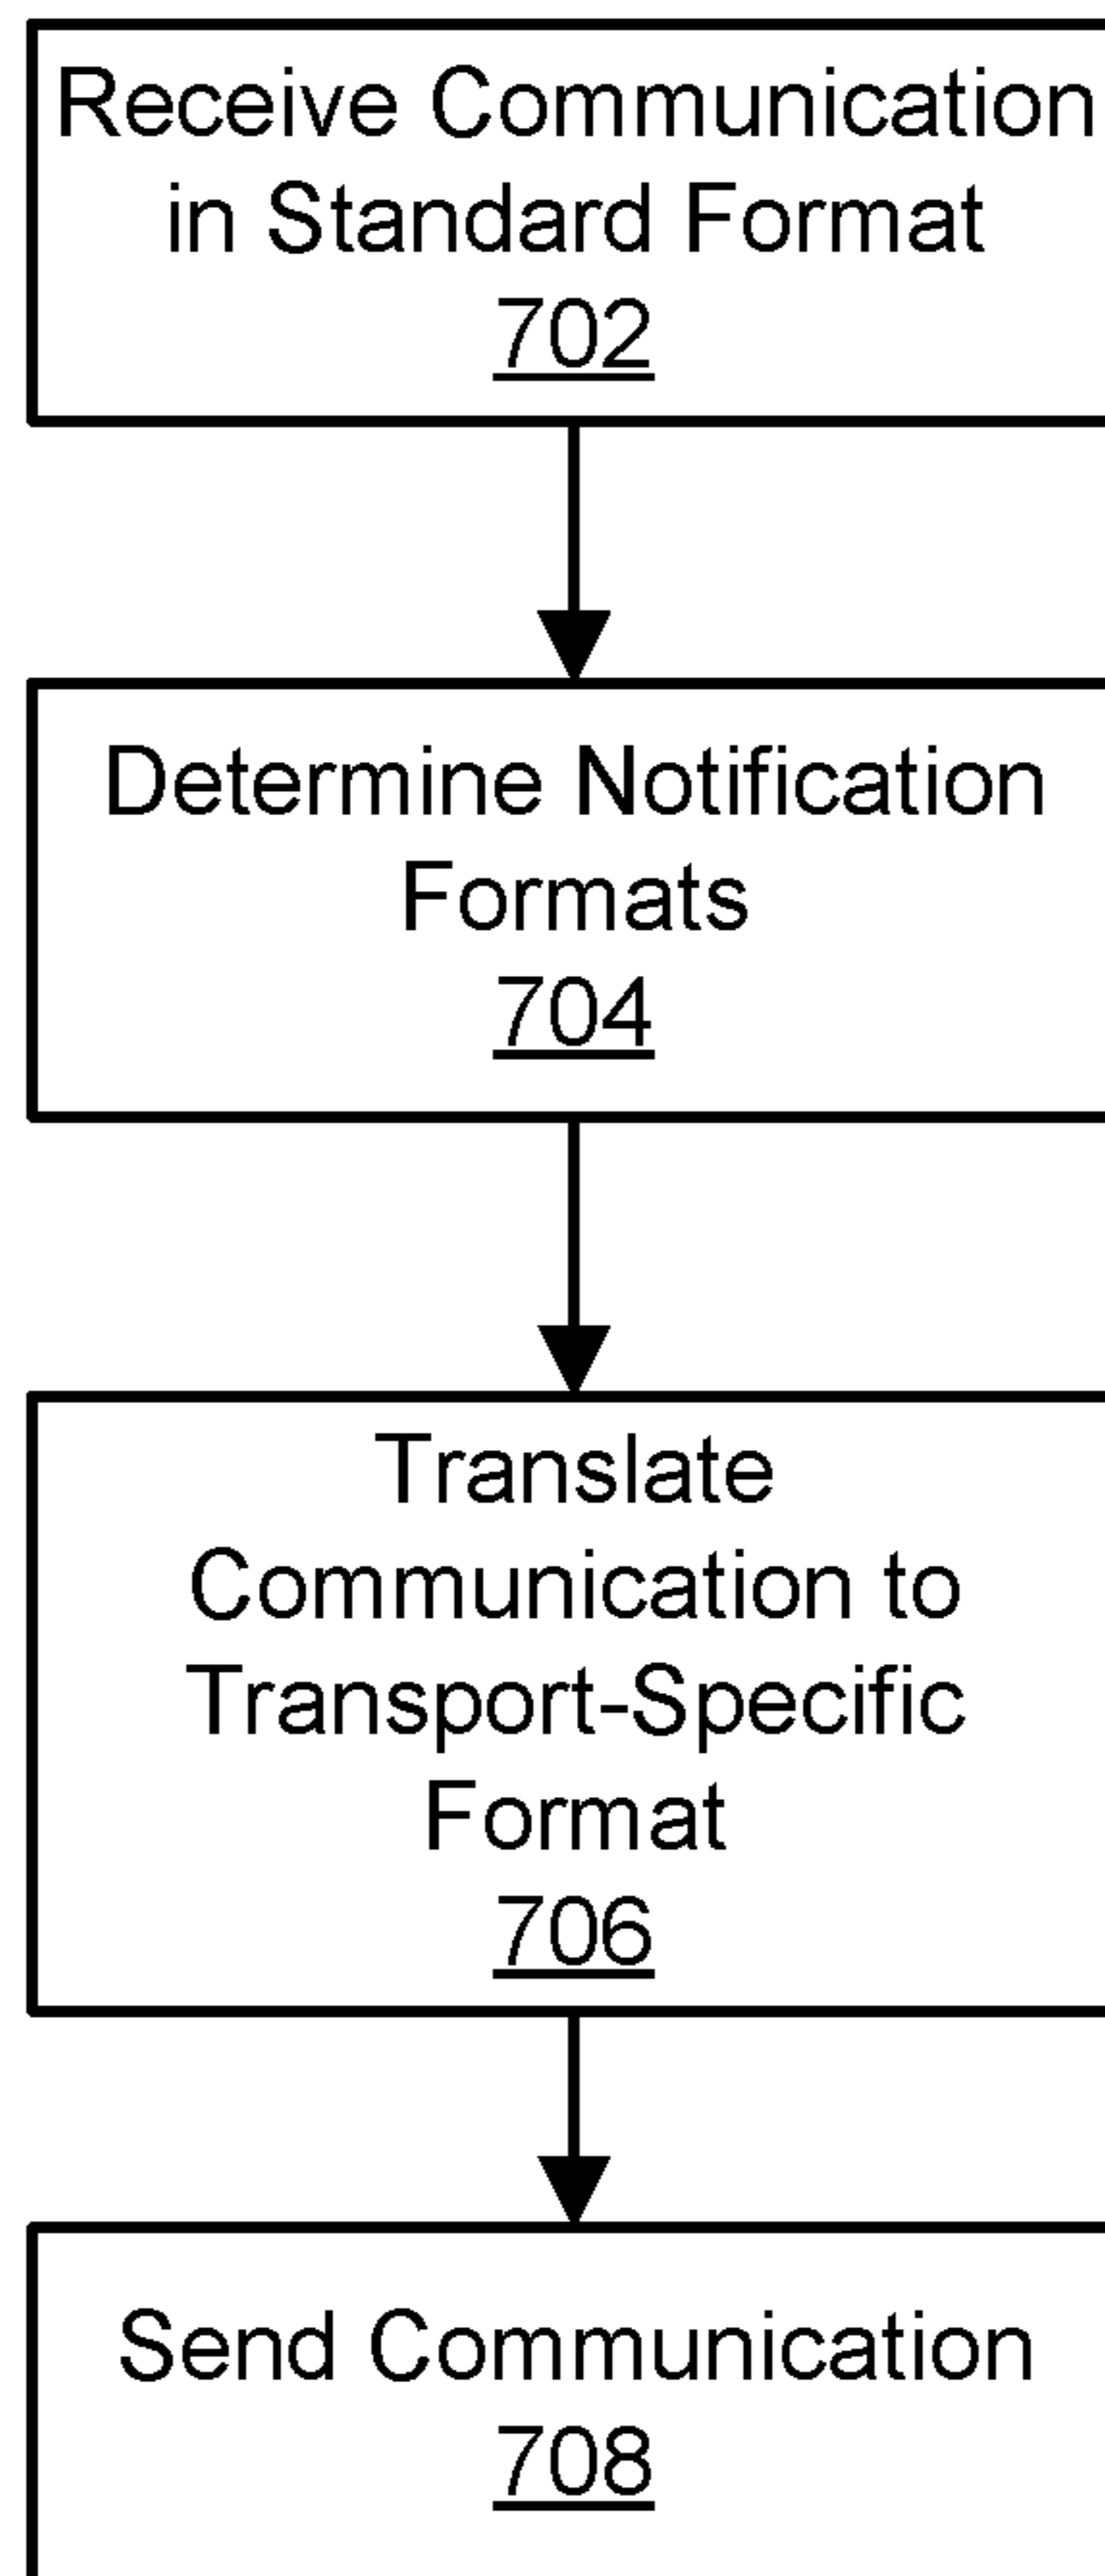 Receive Communication
in Standard Format
702
Determine Notification
Formats
704
Translate
Communication to
Transport-Specific
Format
706
Send Communication
708